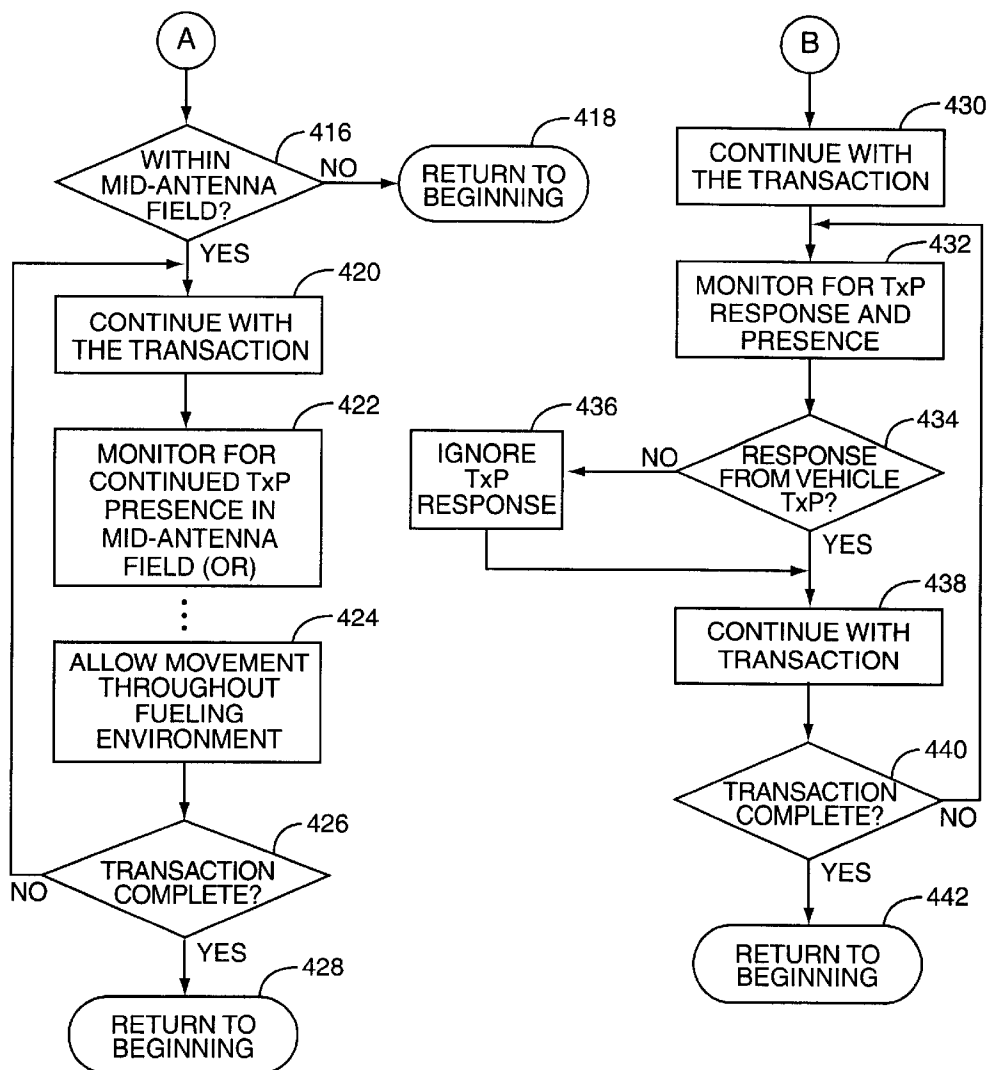 A
416
WITHIN
MID-ANTENNA
FIELD?
NO
418
RETURN TO
BEGINNING
YES
420
CONTINUE WITH
THE TRANSACTION
422
MONITOR FOR
CONTINUED TxP
PRESENCE IN
MID-ANTENNA
FIELD (OR)
424
ALLOW MOVEMENT
THROUGHOUT
FUELING
ENVIRONMENT
426
TRANSACTION
COMPLETE?
NO
YES
428
RETURN TO
BEGINNING
B
430
CONTINUE WITH
THE TRANSACTION
432
MONITOR FOR TxP
RESPONSE AND
PRESENCE
434
RESPONSE
FROM VEHICLE
TxP?
NO
436
IGNORE
TxP
RESPONSE
YES
438
CONTINUE WITH
TRANSACTION
440
TRANSACTION
COMPLETE?
NO
YES
442
RETURN TO
BEGINNING